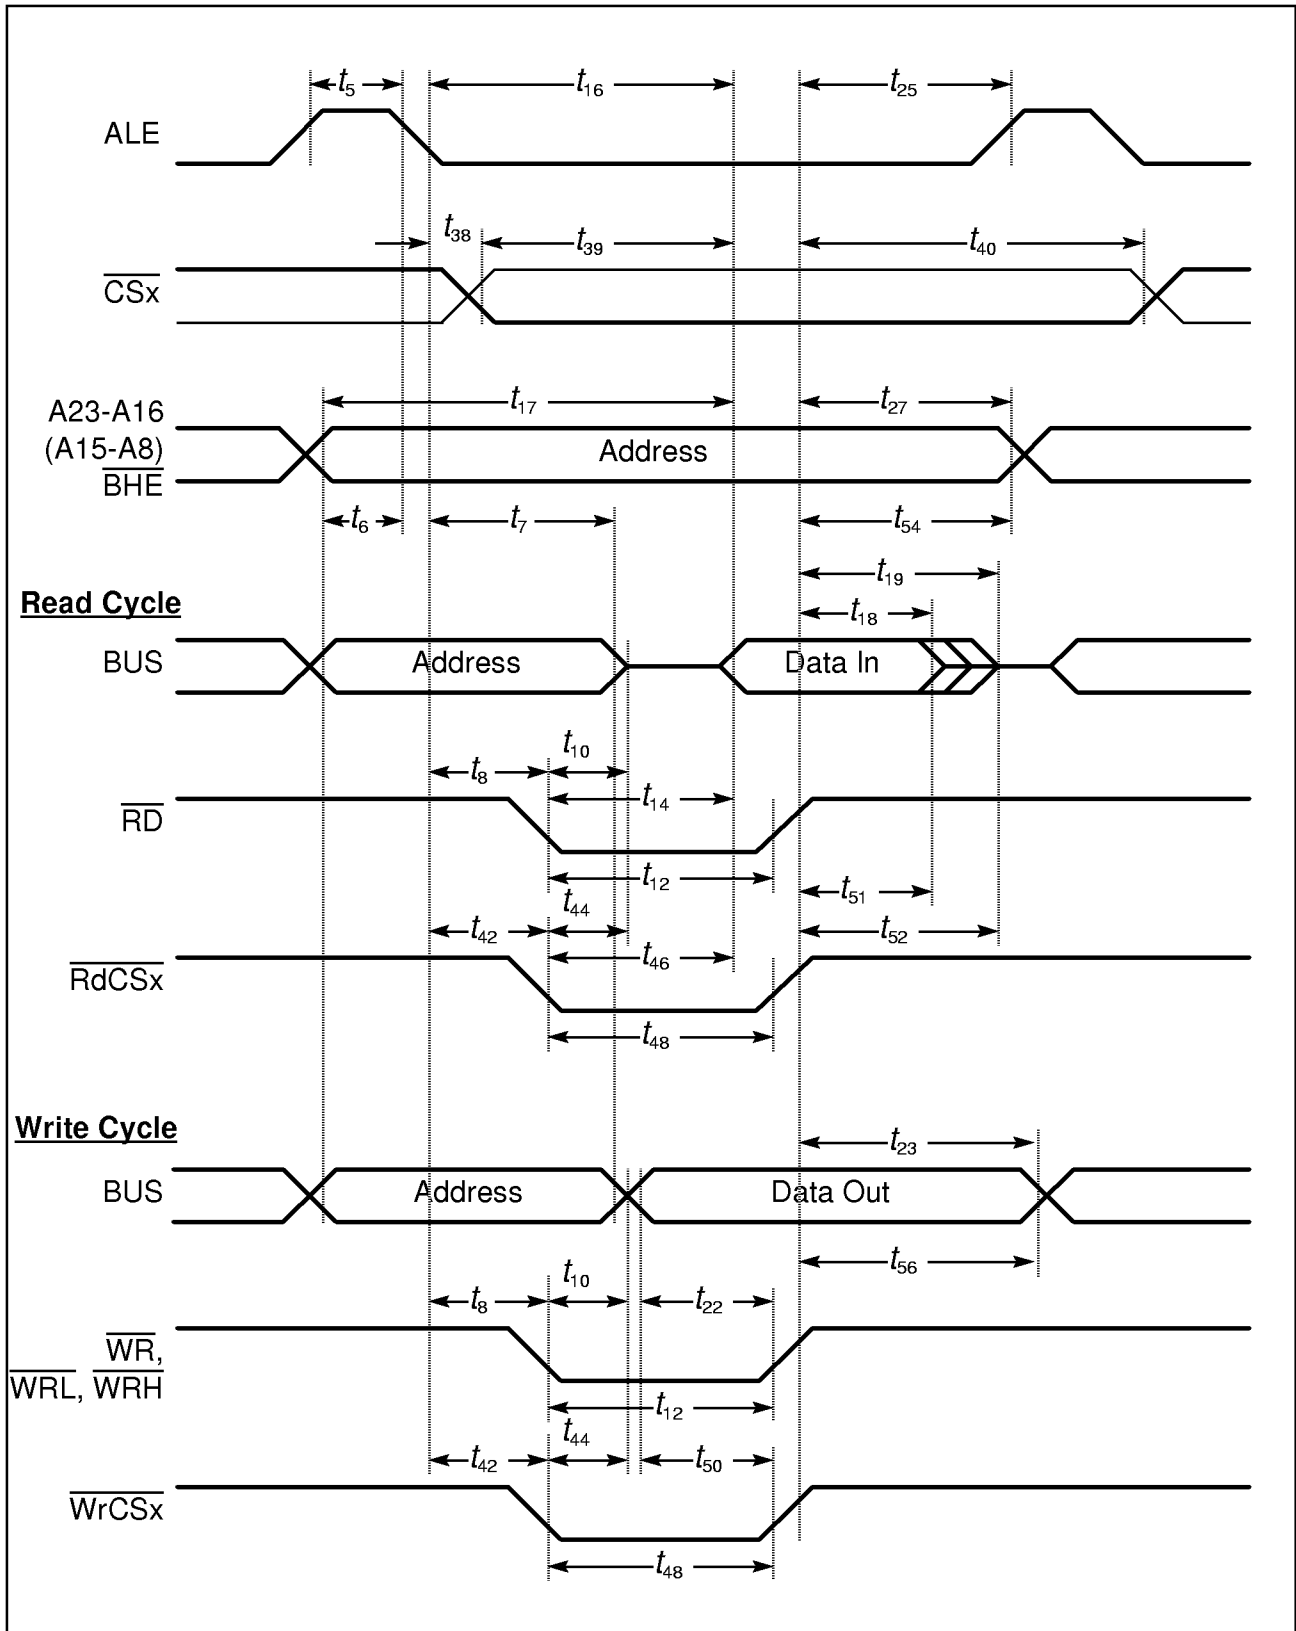 t5 t16 t25
ALE
t38 t39 t40
CSx
t17 t27
A23-A16
(A15-A8)
BHE
Address
t6 t7 t54
t19
Read Cycle
t18
BUS Address Data In
t10
t8
t14
RD
t12
t51
t44
t42 t52
t46
RdCSx
t48
Write Cycle
t23
BUS Address Data Out
t56
t10
t8 t22
WR,
WRL, WRH
t12
t44
t42 t50
WrCSx
t48